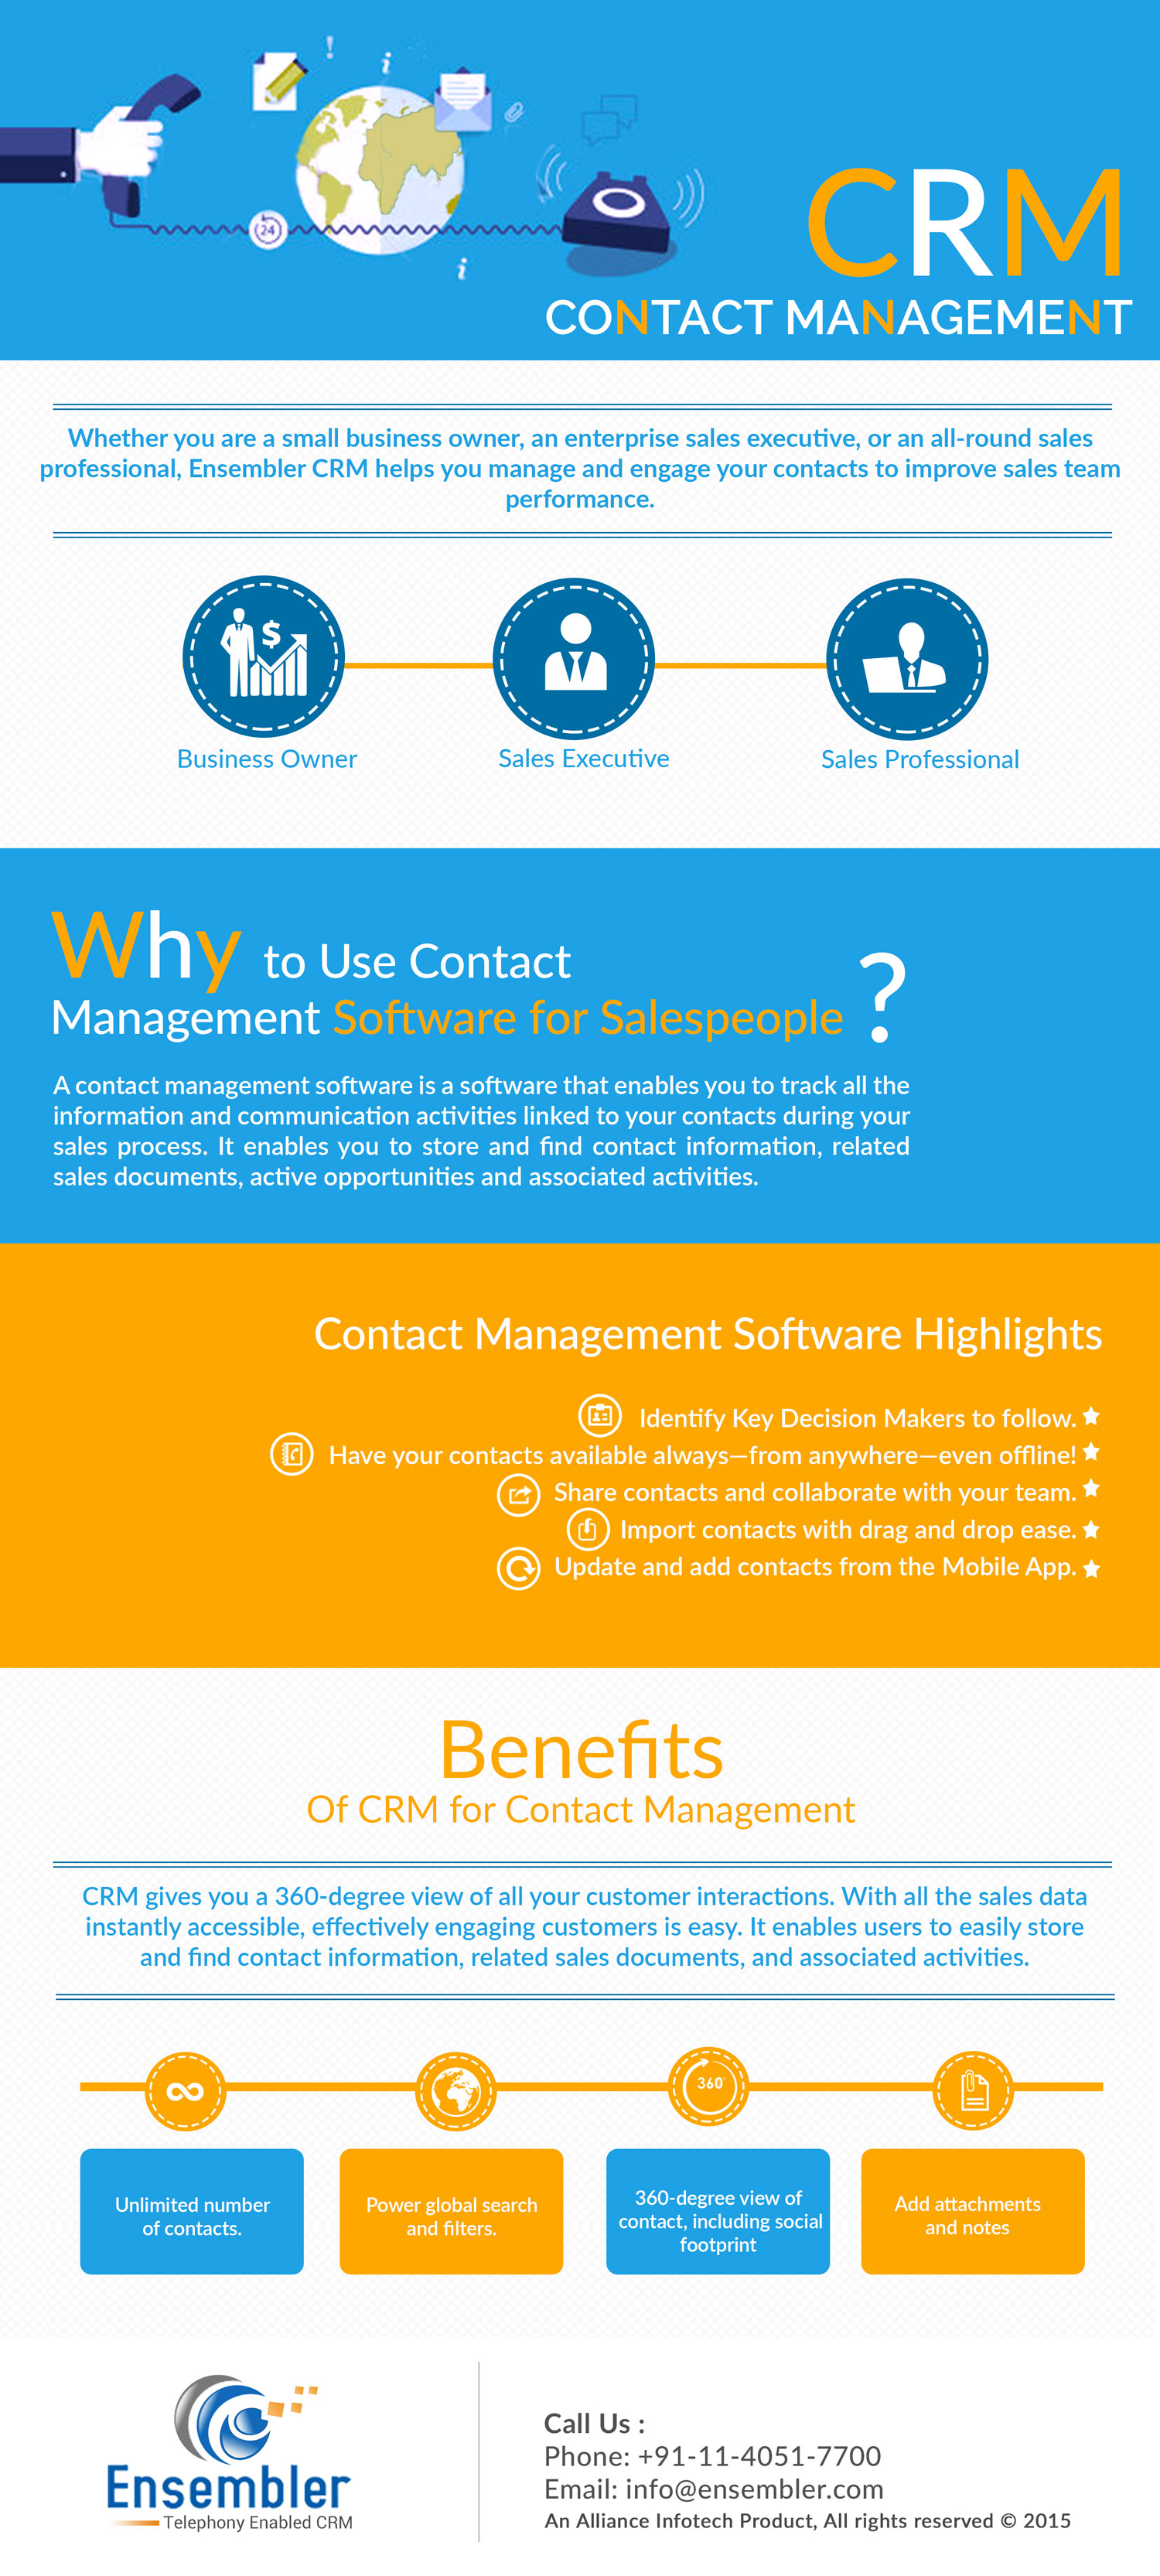 24
CRM
CONTACT MANAGEMENT
Whether you are a small business owner, an enterprise sales executive, or an all-round sales
professional, Ensembler CRM helps you manage and engage your contacts to improve sales team
performance.
$
Business Owner
Sales Executive
Sales Professional
Why to Use Contact
Management Software for Salespeople ?
A contact management software is a software that enables you to track all the
information and communication activities linked to your contacts during your
sales process. It enables you to store and find contact information, related
sales documents, active opportunities and associated activities.
Contact Management Software Highlights
Identify Key Decision Makers to follow.
Have your contacts available always—from anywhere—even offline!
Share contacts and collaborate with your team.
Import contacts with drag and drop ease.
Update and add contacts from the Mobile App.
Benefits
Of CRM for Contact Management
CRM gives you a 360-degree view of all your customer interactions. With all the sales data
instantly accessible, effectively engaging customers is easy. It enables users to easily store
and find contact information, related sales documents, and associated activities.
360°
Unlimited number
of contacts.
Power global search
and filters.
360-degree view of
contact, including social
footprint
Add attachments
and notes
Ensembler
Telephony Enabled CRM
Call Us :
Phone: +91-11-4051-7700
Email: info@ensembler.com
An Alliance Infotech Product, All rights reserved © 2015